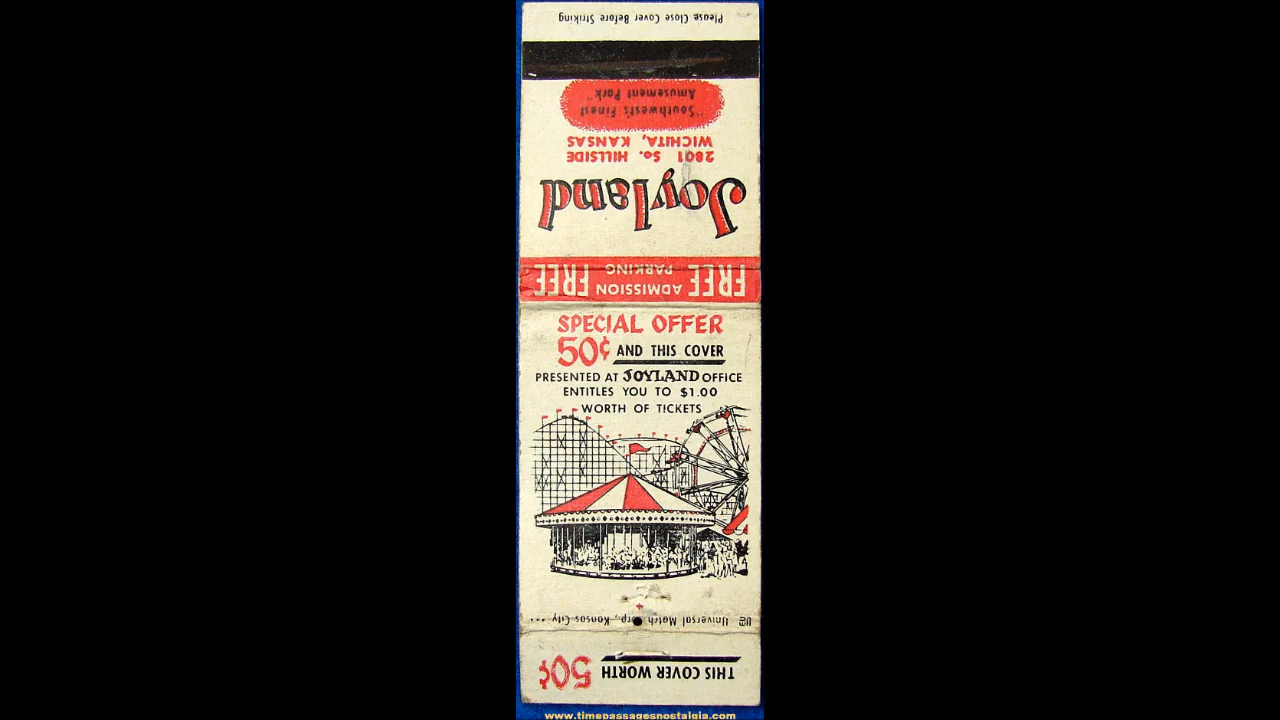 Please Close Cover Before Striking
"Southwest's Finest
Amusement Park"
2801 So. HILLSIDE
WICHITA, KANSAS
Joyland
FREE ADMISSION PARKING FREE
SPECIAL OFFER
50¢ AND THIS COVER
PRESENTED AT JOYLAND OFFICE
ENTITLES YOU TO $1.00
WORTH OF TICKETS
Universal Match Corp., Kansas City
THIS COVER WORTH 50¢
www.timepassagesnostalgia.com